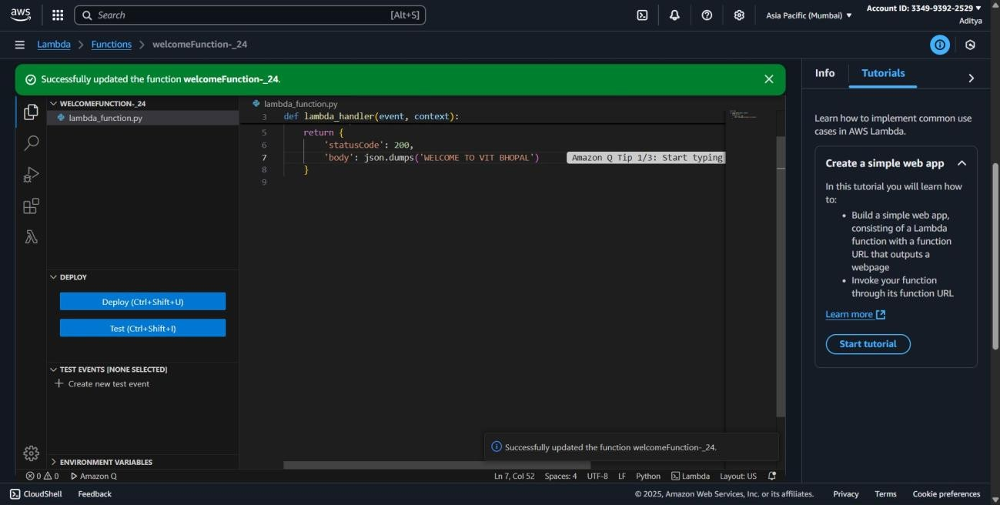 aws
Search [Alt+S]
Asia Pacific (Mumbai) ▼
Account ID: 3349-9392-2529 ▼
Aditya
Lambda > Functions > welcomeFunction-_24
Successfully updated the function welcomeFunction-_24.
Info
Tutorials
WELCOMEFUNCTION-_24
lambda_function.py
DEPLOY
Deploy (Ctrl+Shift+U)
Test (Ctrl+Shift+I)
TEST EVENTS [NONE SELECTED]
Create new test event
ENVIRONMENT VARIABLES
lambda_function.py
3 def lambda_handler(event, context):
5 return {
6 'statusCode': 200,
7 'body': json.dumps('WELCOME TO VIT BHOPAL') Amazon Q Tip 1/3: Start typing
8 }
9
Successfully updated the function welcomeFunction-_24.
Learn how to implement common use
cases in AWS Lambda.
Create a simple web app
In this tutorial you will learn how
to:
• Build a simple web app,
consisting of a Lambda
function with a function
URL that outputs a
webpage
• Invoke your function
through its function URL
Learn more
Start tutorial
0 0 Amazon Q Ln 7, Col 52 Spaces: 4 UTF-8 LF Python Lambda Layout: US
CloudShell Feedback © 2025, Amazon Web Services, Inc. or its affiliates. Privacy Terms Cookie preferences